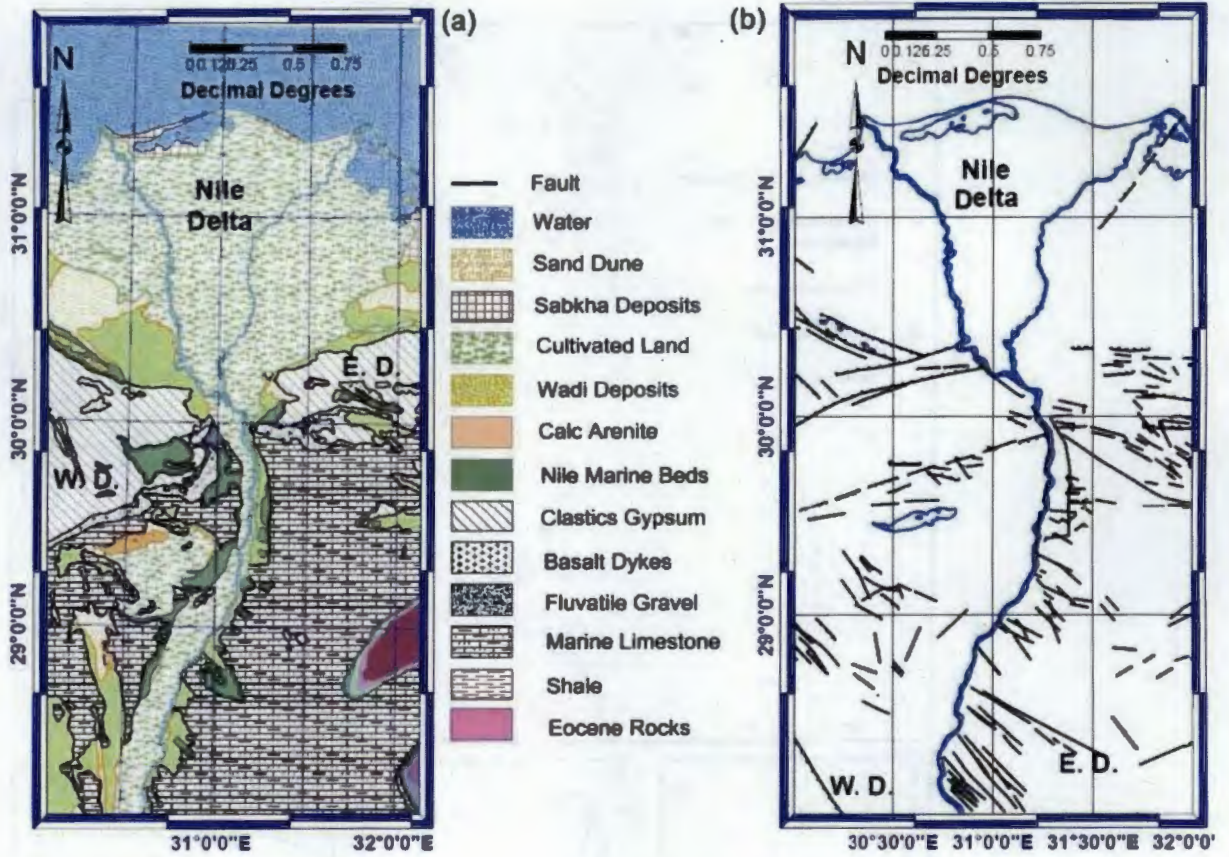 (a)
N
0 0.125.25 0.5 0.75
Decimal Degrees
Nile
Delta
E. D.
W. D.
31°0'0"N
30°0'0"N
29°0'0"N
31°0'0"E
32°0'0"E
Fault
Water
Sand Dune
Sabkha Deposits
Cultivated Land
Wadi Deposits
Calc Arenite
Nile Marine Beds
Clastics Gypsum
Basalt Dykes
Fluvatile Gravel
Marine Limestone
Shale
Eocene Rocks
(b)
N
0 0.125.25 0.5 0.75
Decimal Degrees
Nile
Delta
W. D.
E. D.
31°0'0"N
30°0'0"N
29°0'0"N
30°30'0"E
31°0'0"E
31°30'0"E
32°0'0'